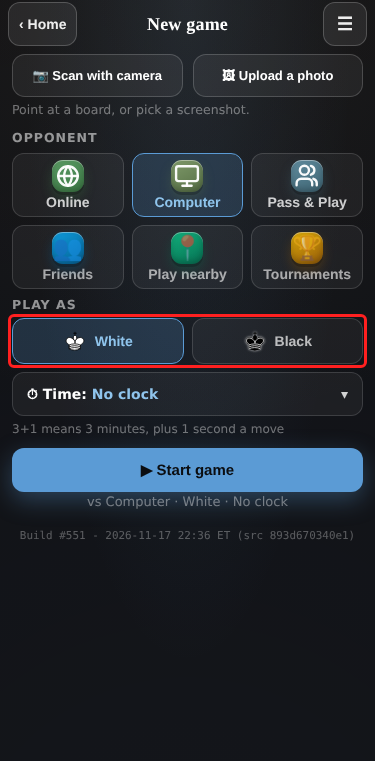 ‹ Home
New game
☰
📷 Scan with camera
🖼 Upload a photo
Point at a board, or pick a screenshot.
OPPONENT
Online
Computer
Pass & Play
Friends
Play nearby
Tournaments
PLAY AS
White
Black
⏱ Time: No clock ▼
3+1 means 3 minutes, plus 1 second a move
▶ Start game
vs Computer · White · No clock
Build #551 - 2026-11-17 22:36 ET (src 893d670340e1)